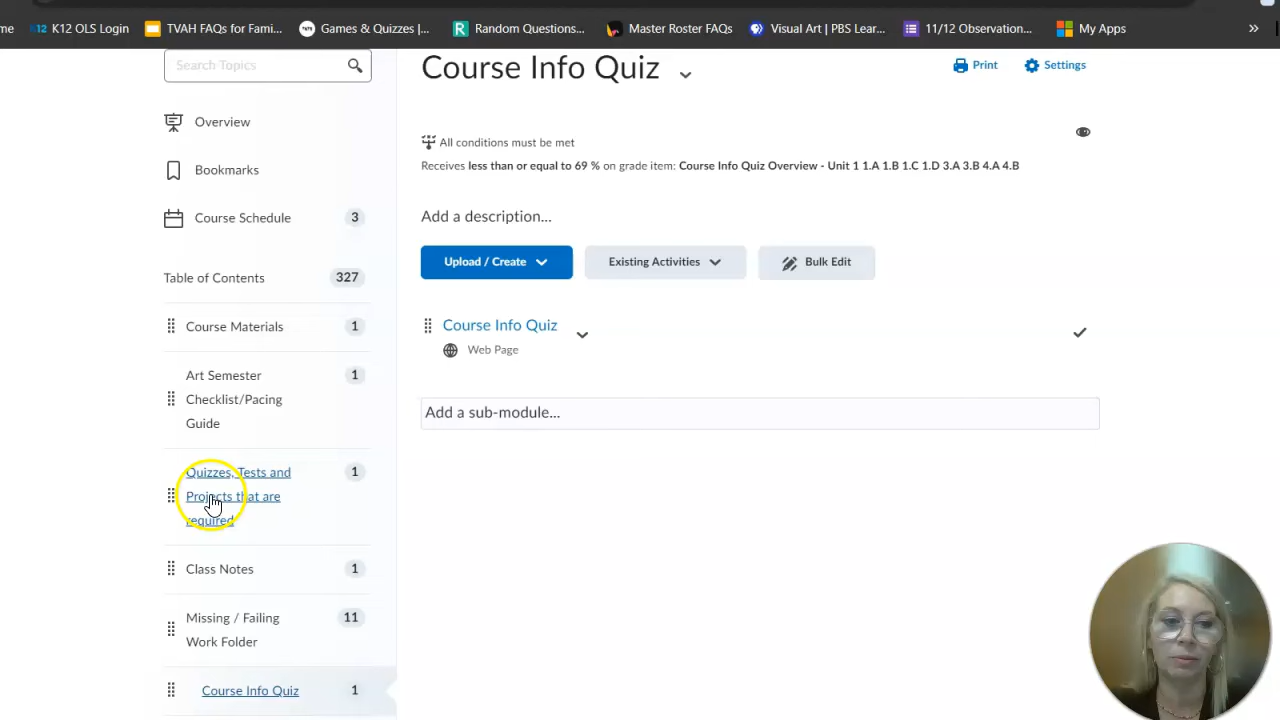 me K12 OLS Login TVAH FAQs for Fami... Games & Quizzes |... Random Questions... Master Roster FAQs Visual Art | PBS Lear... 11/12 Observation... My Apps »
Search Topics
Course Info Quiz
Print Settings
Overview
All conditions must be met
Receives less than or equal to 69 % on grade item: Course Info Quiz Overview - Unit 1 1.A 1.B 1.C 1.D 3.A 3.B 4.A 4.B
Bookmarks
Course Schedule 3
Add a description...
Upload / Create Existing Activities Bulk Edit
Table of Contents 327
Course Materials 1
Course Info Quiz
Web Page
Art Semester 1
Checklist/Pacing
Guide
Add a sub-module...
Quizzes, Tests and 1
Projects that are
required
Class Notes 1
Missing / Failing 11
Work Folder
Course Info Quiz 1